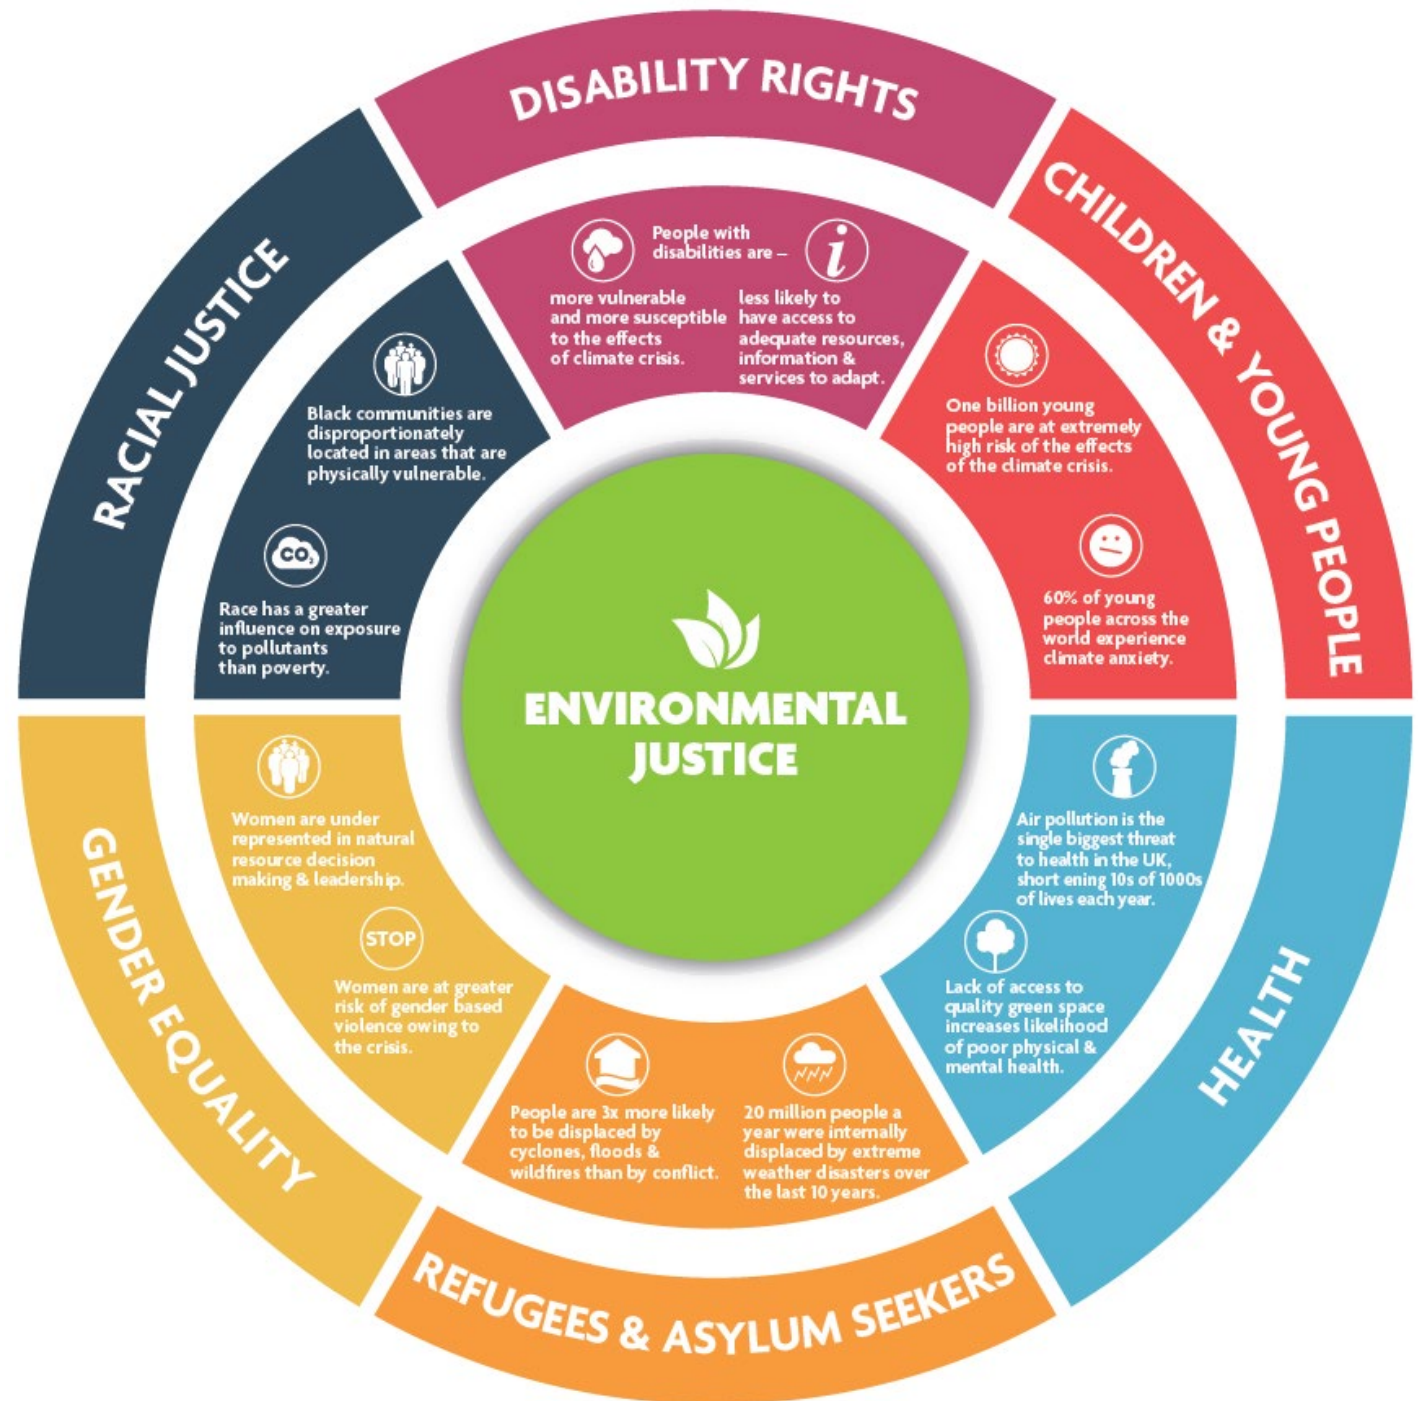 DISABILITY RIGHTS
People with
disabilities are –
more vulnerable
and more susceptible
to the effects
of climate crisis.
less likely to
have access to
adequate resources,
information &
services to adapt.
CHILDREN & YOUNG PEOPLE
One billion young
people are at extremely
high risk of the effects
of the climate crisis.
60% of young
people across the
world experience
climate anxiety.
HEALTH
Air pollution is the
single biggest threat
to health in the UK,
short ening 10s of 1000s
of lives each year.
Lack of access to
quality green space
increases likelihood
of poor physical &
mental health.
REFUGEES & ASYLUM SEEKERS
People are 3x more likely
to be displaced by
cyclones, floods &
wildfires than by conflict.
20 million people a
year were internally
displaced by extreme
weather disasters over
the last 10 years.
GENDER EQUALITY
Women are under
represented in natural
resource decision
making & leadership.
STOP
Women are at greater
risk of gender based
violence owing to
the crisis.
RACIAL JUSTICE
Black communities are
disproportionately
located in areas that are
physically vulnerable.
CO₂
Race has a greater
influence on exposure
to pollutants
than poverty.
ENVIRONMENTAL
JUSTICE